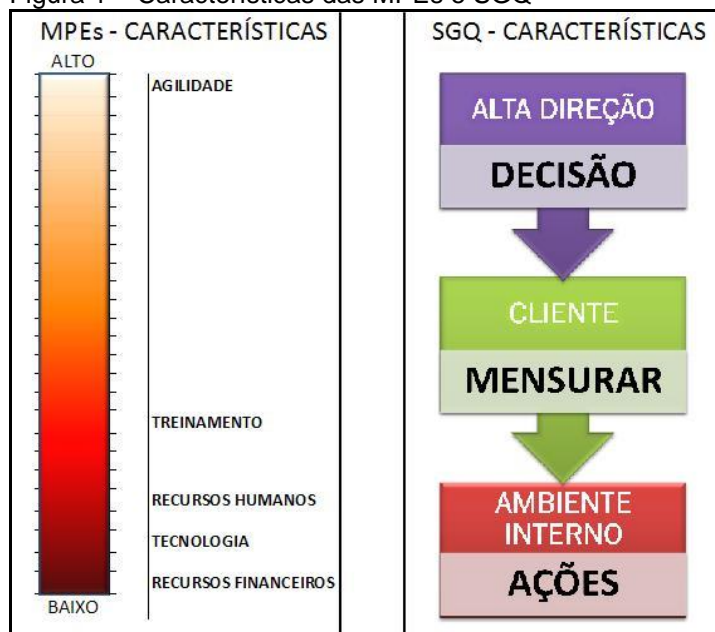 MPEs - CARACTERÍSTICAS
ALTO
AGILIDADE
TREINAMENTO
RECURSOS HUMANOS
TECNOLOGIA
RECURSOS FINANCEIROS
BAIXO
SGQ - CARACTERÍSTICAS
ALTA DIREÇÃO
DECISÃO
CLIENTE
MENSURAR
AMBIENTE
INTERNO
AÇÕES